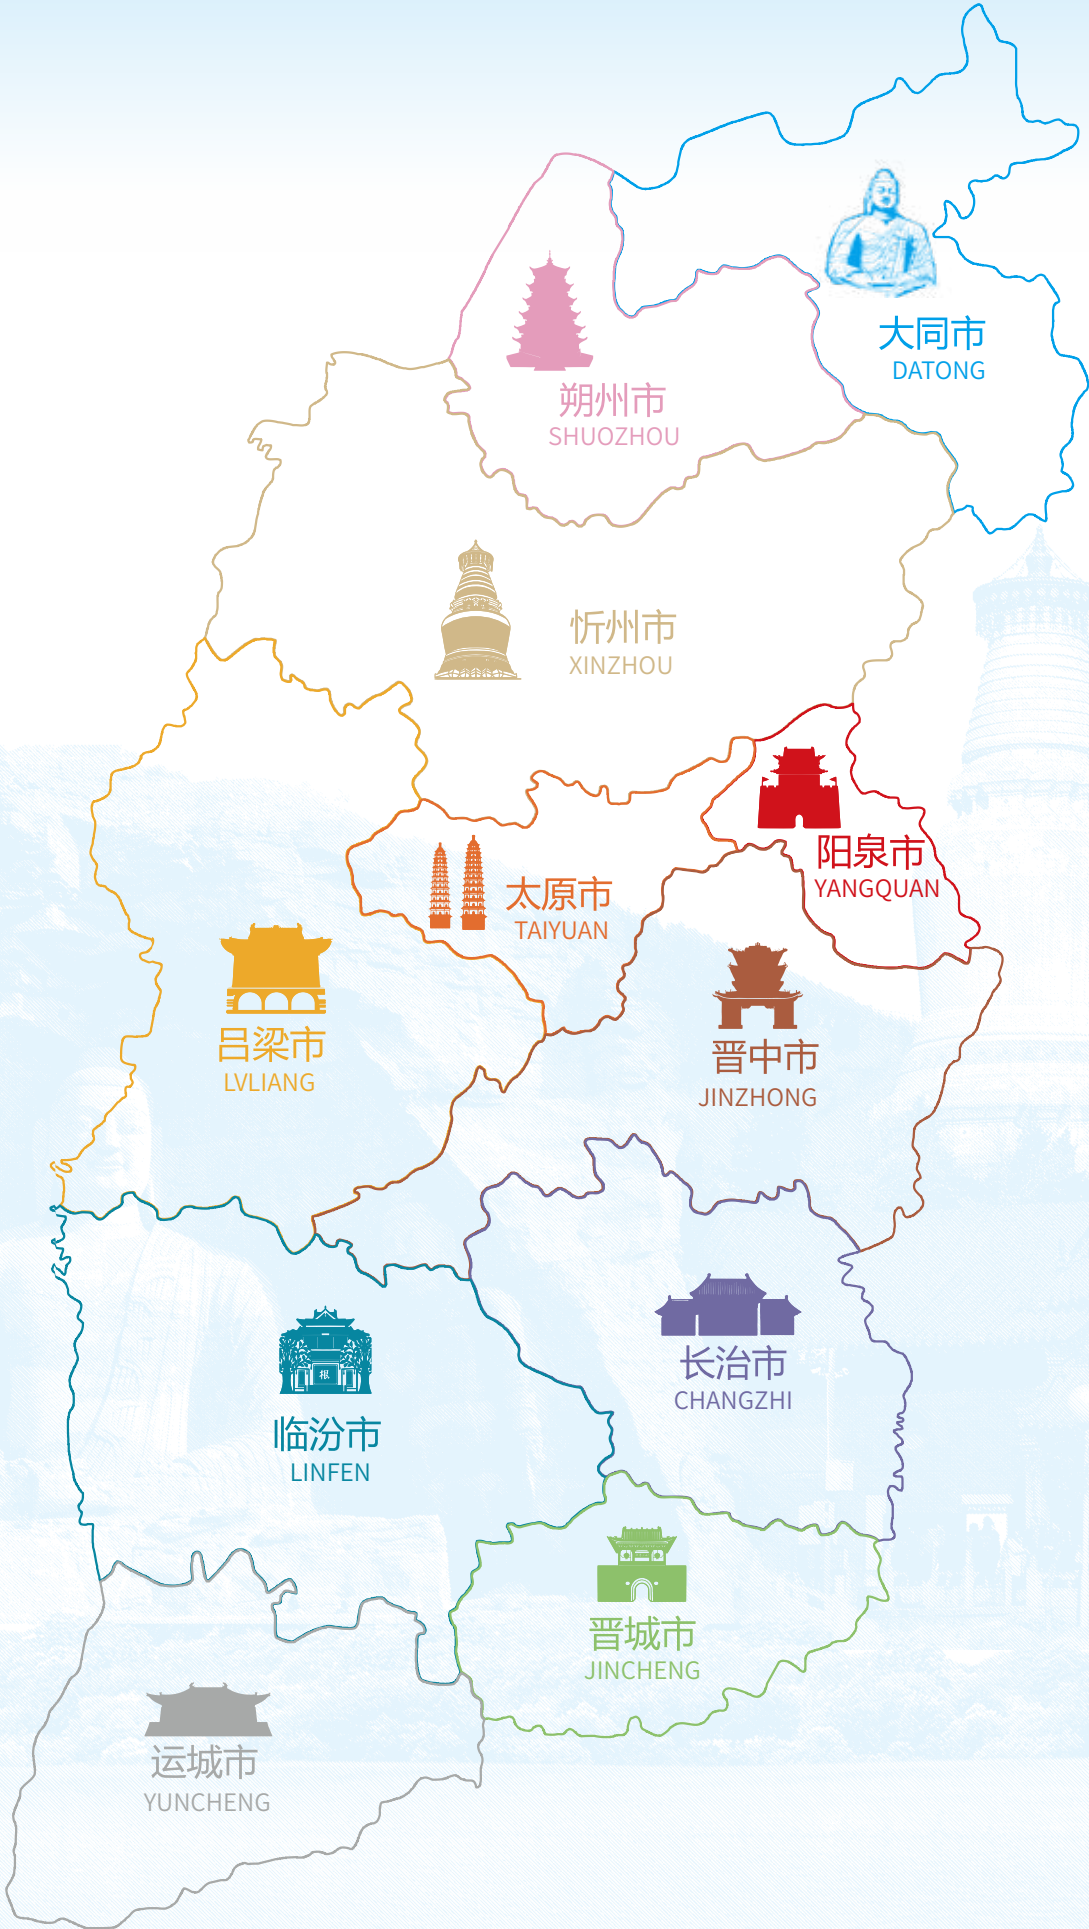 大同市
DATONG
朔州市
SHUOZHOU
忻州市
XINZHOU
阳泉市
YANGQUAN
太原市
TAIYUAN
吕梁市
LVLIANG
晋中市
JINZHONG
长治市
CHANGZHI
根
临汾市
LINFEN
晋城市
JINCHENG
运城市
YUNCHENG